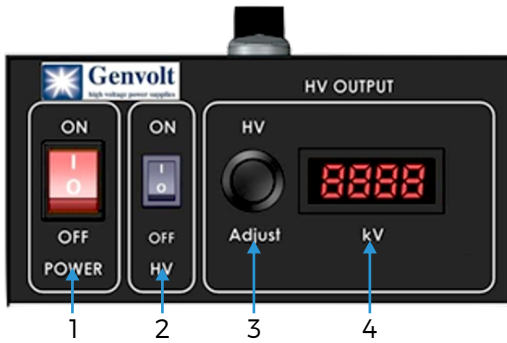 Genvolt
high voltage power supplies
HV OUTPUT
ON
I
O
OFF
POWER
ON
I
O
OFF
HV
HV
Adjust
8888
kV
1
2
3
4